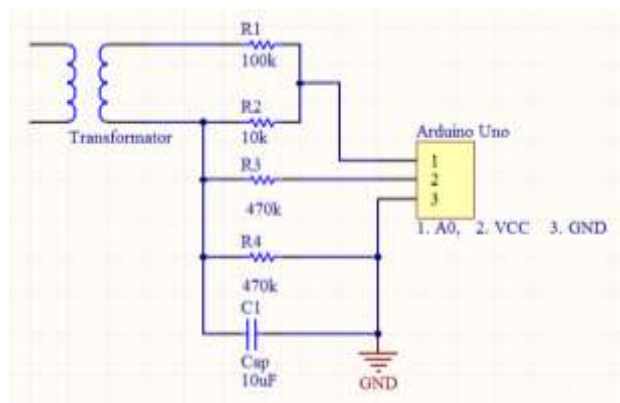 R1
100k
R2
10k
Transformator
Arduino Uno
R3
1
2
3
470k
1. A0, 2. VCC 3. GND
R4
470k
C1
Cap
10uF
GND